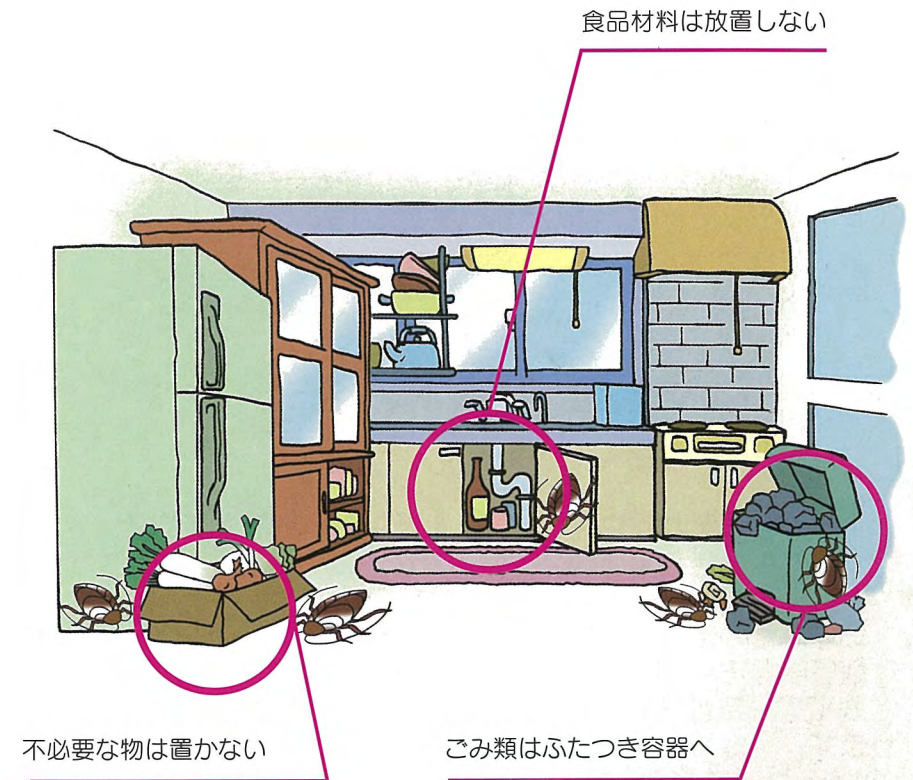 食品材料は放置しない
不必要な物は置かない
ごみ類はふたつき容器へ